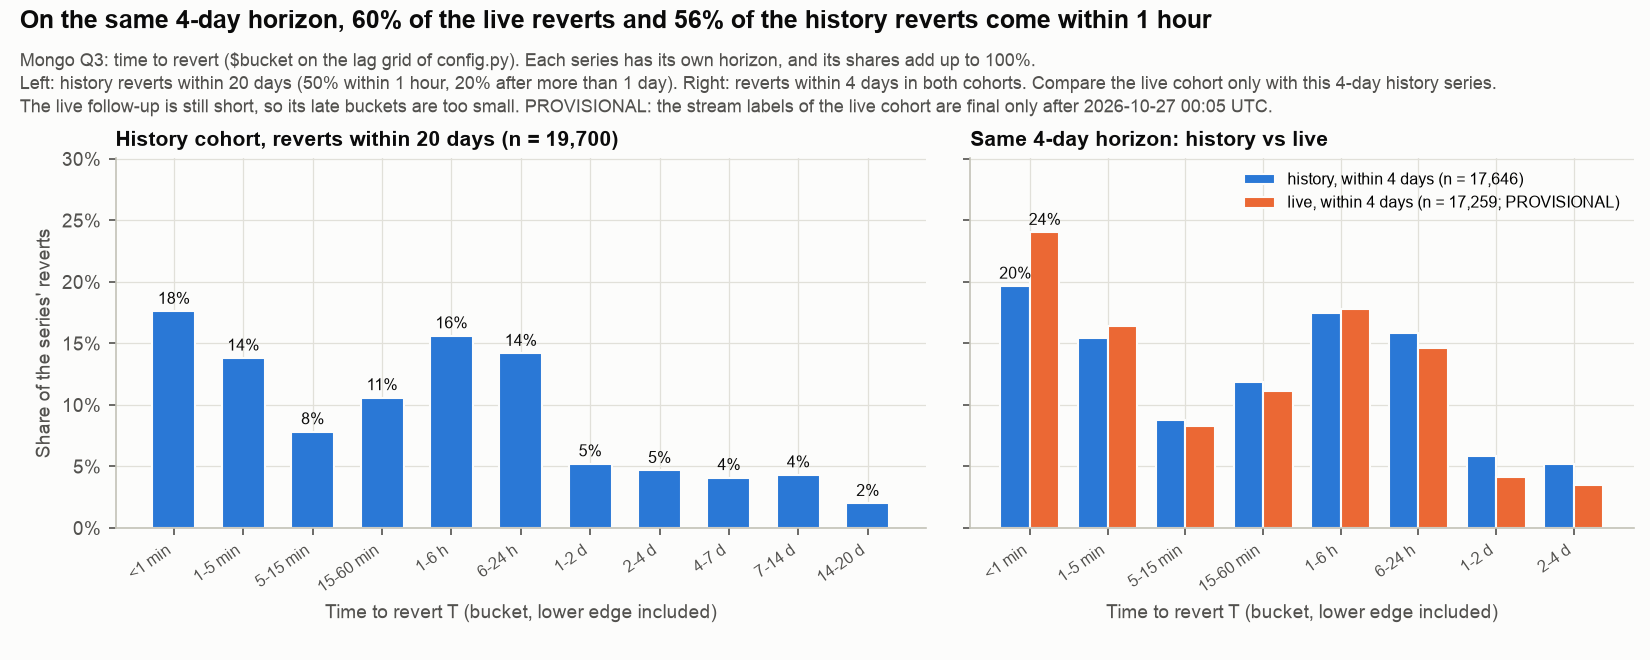 On the same 4-day horizon, 60% of the live reverts and 56% of the history reverts come within 1 hour
Mongo Q3: time to revert ($bucket on the lag grid of config.py). Each series has its own horizon, and its shares add up to 100%.
Left: history reverts within 20 days (50% within 1 hour, 20% after more than 1 day). Right: reverts within 4 days in both cohorts. Compare the live cohort only with this 4-day history series.
The live follow-up is still short, so its late buckets are too small. PROVISIONAL: the stream labels of the live cohort are final only after 2026-10-27 00:05 UTC.
History cohort, reverts within 20 days (n = 19,700)
30%
25%
20%
15%
10%
5%
0%
Share of the series' reverts
18%
14%
8%
11%
16%
14%
5%
5%
4%
4%
2%
<1 min
1-5 min
5-15 min
15-60 min
1-6 h
6-24 h
1-2 d
2-4 d
4-7 d
7-14 d
14-20 d
Time to revert T (bucket, lower edge included)
Same 4-day horizon: history vs live
history, within 4 days (n = 17,646)
live, within 4 days (n = 17,259; PROVISIONAL)
20%
24%
<1 min
1-5 min
5-15 min
15-60 min
1-6 h
6-24 h
1-2 d
2-4 d
Time to revert T (bucket, lower edge included)